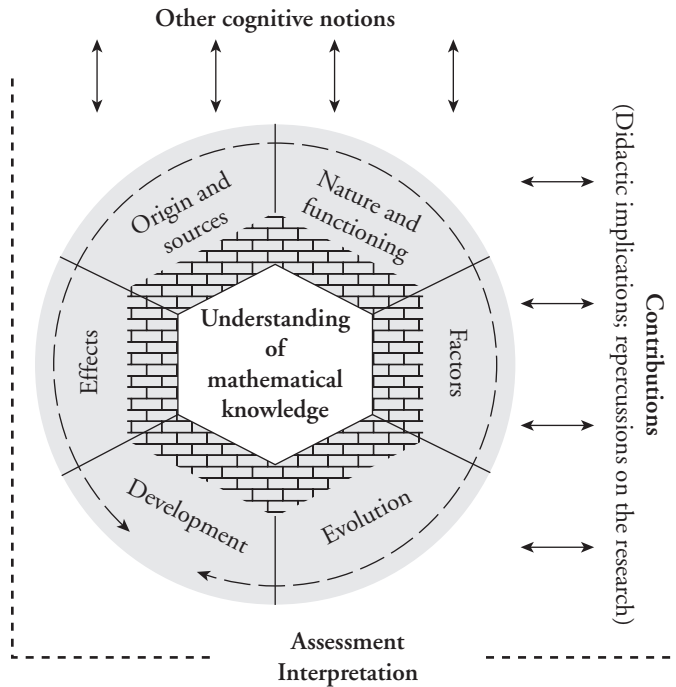 Other cognitive notions
Origin and
sources
Nature and
functioning
Effects
Understanding
of
mathematical
knowledge
Factors
Development
Evolution
Contributions
(Didactic implications; repercussions on the research)
Assessment
Interpretation